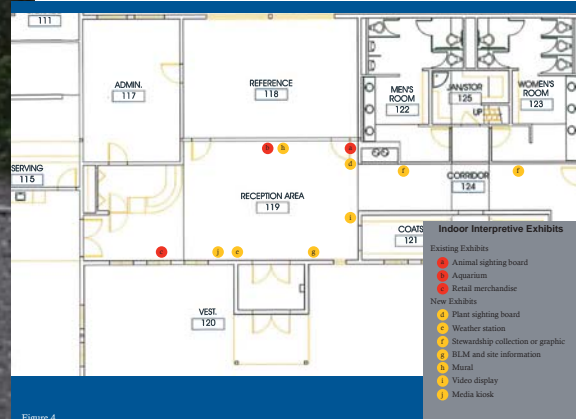 111
ADMIN.
117
REFERENCE
118
MEN'S
ROOM
122
JAN/STOR
125
UP
WOMEN'S
ROOM
123
SERVING
115
b
h
a
d
f
f
CORRIDOR
124
RECEPTION AREA
119
i
COATS
121
c
j
e
g
VEST.
120
Indoor Interpretive Exhibits
Existing Exhibits
a Animal sighting board
b Aquarium
c Retail merchandise
New Exhibits
d Plant sighting board
e Weather station
f Stewardship collection or graphic
g BLM and site information
h Mural
i Video display
j Media kiosk
Figure 4